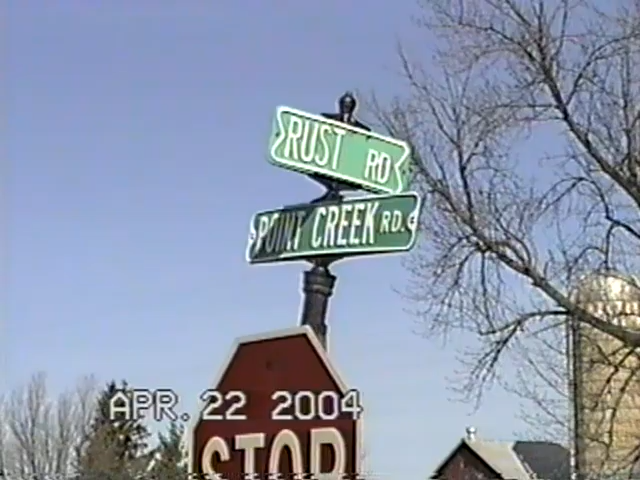 RUST RD
POINT CREEK RD.
APR. 22 2004
STOP